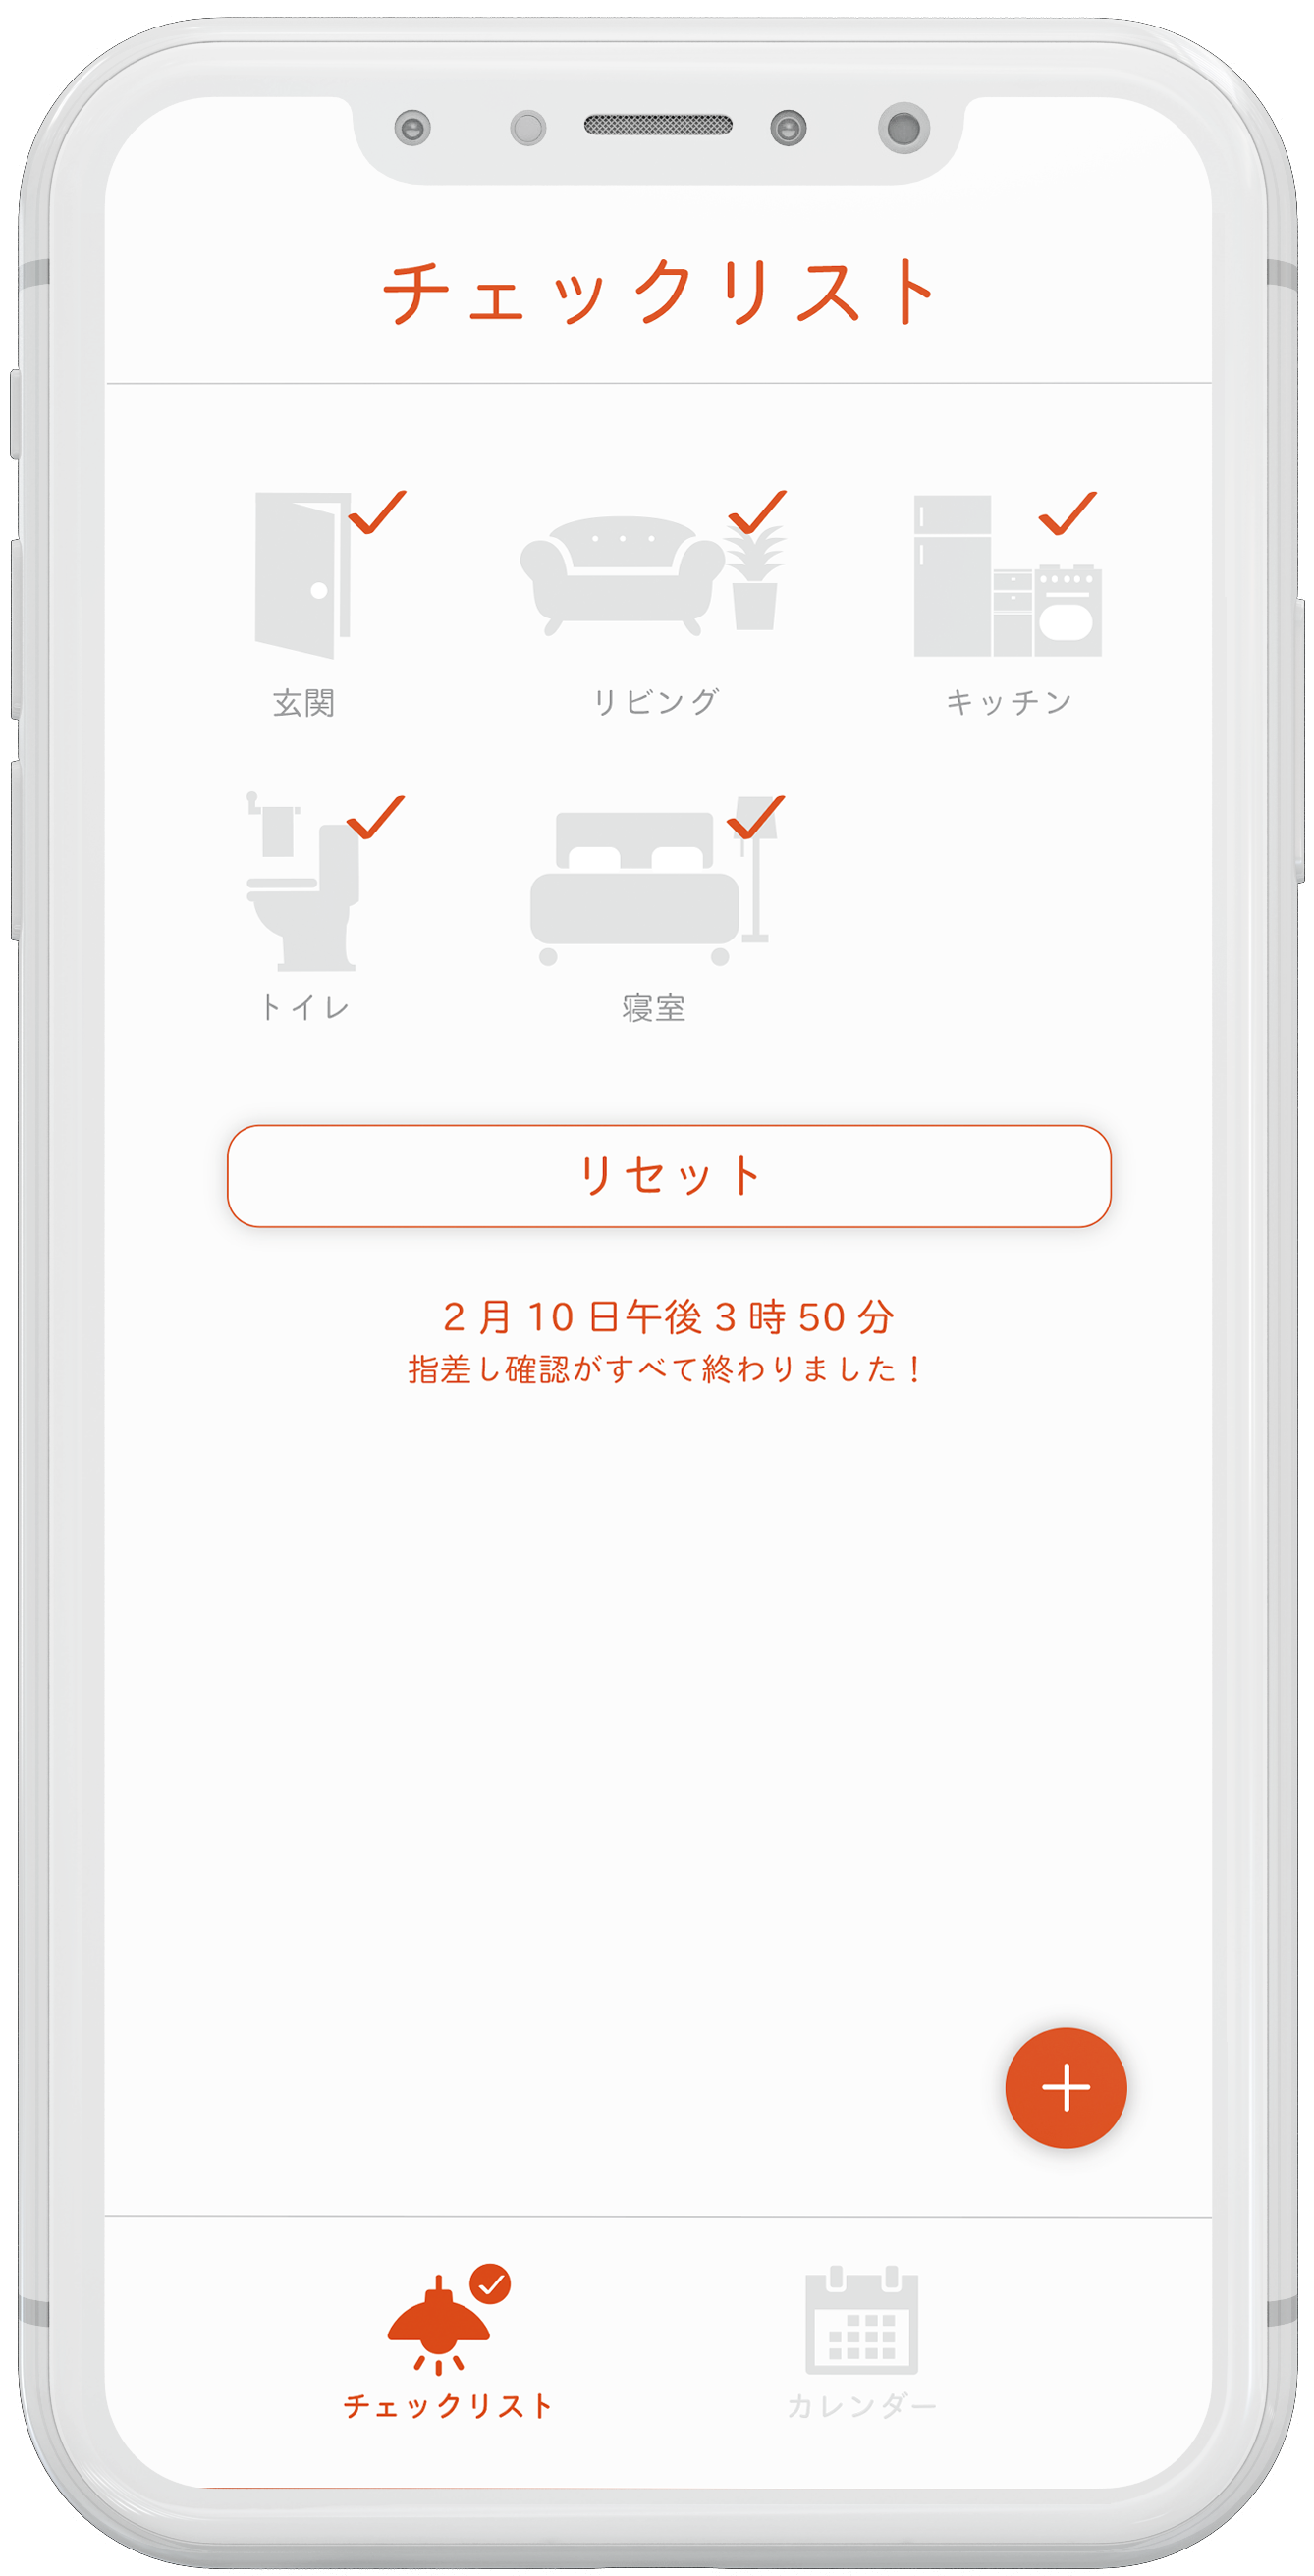 チェックリスト
玄関 リビング キッチン
トイレ 寝室
リセット
2月10日午後3時50分
指差し確認がすべて終わりました！
チェックリスト カレンダー